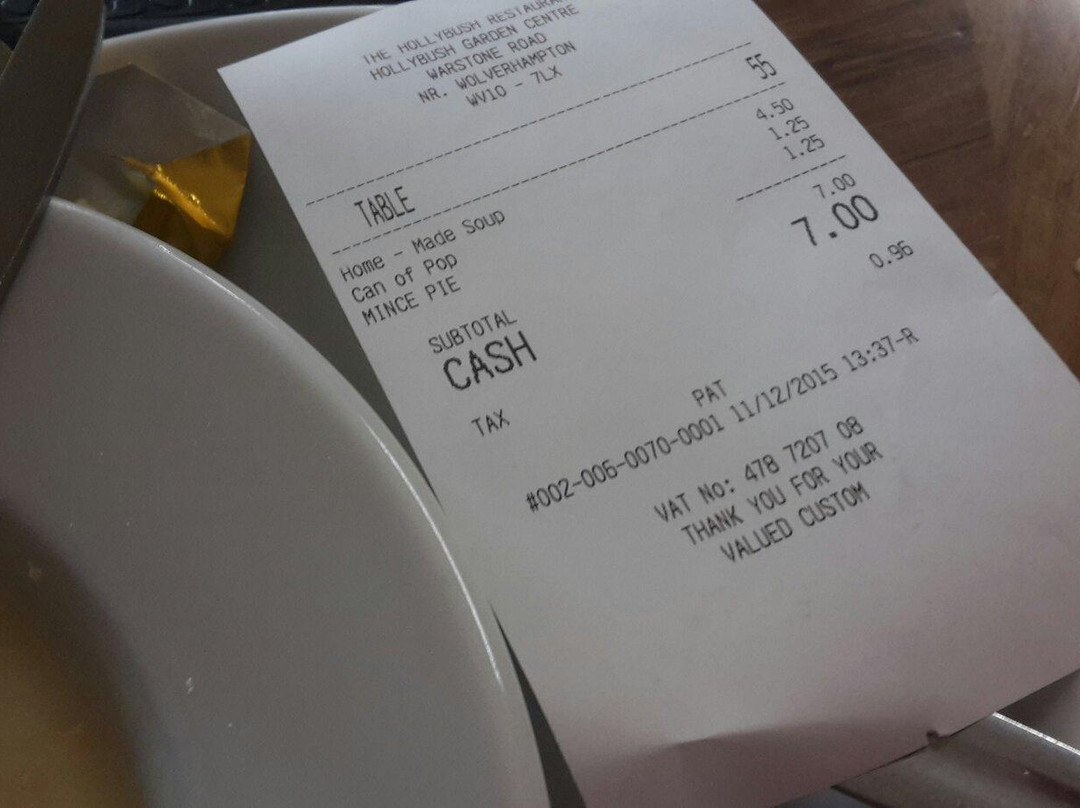 THE HOLLYBUSH RESTAURA
HOLLYBUSH GARDEN CENTRE
WARSTONE ROAD
NR. WOLVERHAMPTON
WV10 - 7LX
TABLE 55
Home - Made Soup 4.50
Can of Pop 1.25
MINCE PIE 1.25
SUBTOTAL 7.00
CASH 7.00
TAX 0.96
PAT
#002-006-0070-0001 11/12/2015 13:37-R
VAT No: 478 7207 08
THANK YOU FOR YOUR
VALUED CUSTOM